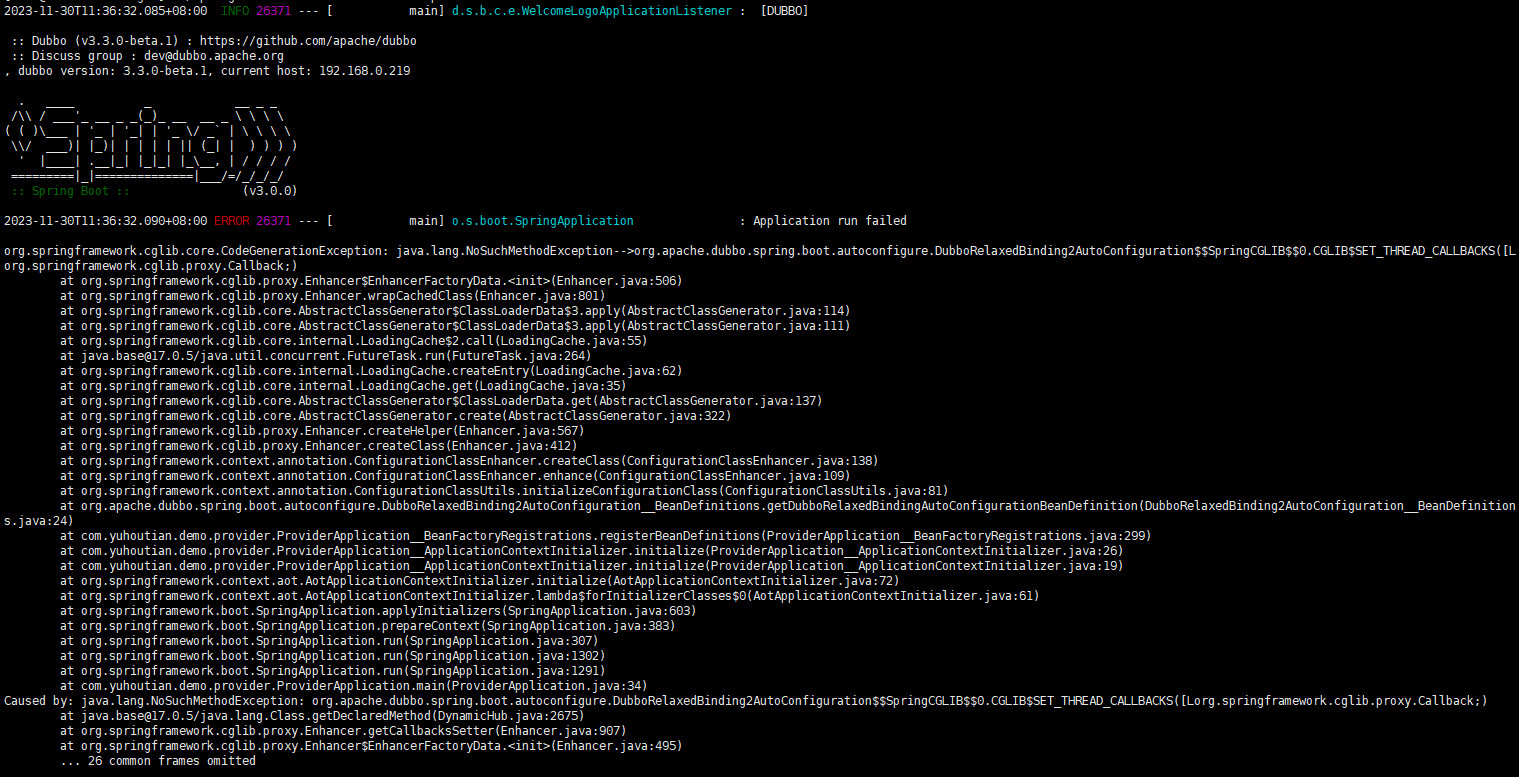 2023-11-30T11:36:32.085+08:00  INFO 26371 --- [           main] d.s.b.c.e.WelcomeLogoApplicationListener :  [DUBBO]
 :: Dubbo (v3.3.0-beta.1) : https://github.com/apache/dubbo
 :: Discuss group : dev@dubbo.apache.org
, dubbo version: 3.3.0-beta.1, current host: 192.168.0.219
  .   ____          _            __ _ _
 /\\ / ___'_ __ _ _(_)_ __  __ _ \ \ \ \
( ( )\___ | '_ | '_| | '_ \/ _` | \ \ \ \
 \\/  ___)| |_)| | | | | || (_| |  ) ) ) )
  '  |____| .__|_| |_|_| |_\__, | / / / /
 =========|_|==============|___/=/_/_/_/
 :: Spring Boot ::                (v3.0.0)
2023-11-30T11:36:32.090+08:00 ERROR 26371 --- [           main] o.s.boot.SpringApplication               : Application run failed
org.springframework.cglib.core.CodeGenerationException: java.lang.NoSuchMethodException-->org.apache.dubbo.spring.boot.autoconfigure.DubboRelaxedBinding2AutoConfiguration$$SpringCGLIB$$0.CGLIB$SET_THREAD_CALLBACKS([L
org.springframework.cglib.proxy.Callback;)
        at org.springframework.cglib.proxy.Enhancer$EnhancerFactoryData.<init>(Enhancer.java:506)
        at org.springframework.cglib.proxy.Enhancer.wrapCachedClass(Enhancer.java:801)
        at org.springframework.cglib.core.AbstractClassGenerator$ClassLoaderData$3.apply(AbstractClassGenerator.java:114)
        at org.springframework.cglib.core.AbstractClassGenerator$ClassLoaderData$3.apply(AbstractClassGenerator.java:111)
        at org.springframework.cglib.core.internal.LoadingCache$2.call(LoadingCache.java:55)
        at java.base@17.0.5/java.util.concurrent.FutureTask.run(FutureTask.java:264)
        at org.springframework.cglib.core.internal.LoadingCache.createEntry(LoadingCache.java:62)
        at org.springframework.cglib.core.internal.LoadingCache.get(LoadingCache.java:35)
        at org.springframework.cglib.core.AbstractClassGenerator$ClassLoaderData.get(AbstractClassGenerator.java:137)
        at org.springframework.cglib.core.AbstractClassGenerator.create(AbstractClassGenerator.java:322)
        at org.springframework.cglib.proxy.Enhancer.createHelper(Enhancer.java:567)
        at org.springframework.cglib.proxy.Enhancer.createClass(Enhancer.java:412)
        at org.springframework.context.annotation.ConfigurationClassEnhancer.createClass(ConfigurationClassEnhancer.java:138)
        at org.springframework.context.annotation.ConfigurationClassEnhancer.enhance(ConfigurationClassEnhancer.java:109)
        at org.springframework.context.annotation.ConfigurationClassUtils.initializeConfigurationClass(ConfigurationClassUtils.java:81)
        at org.apache.dubbo.spring.boot.autoconfigure.DubboRelaxedBinding2AutoConfiguration__BeanDefinitions.getDubboRelaxedBindingAutoConfigurationBeanDefinition(DubboRelaxedBinding2AutoConfiguration__BeanDefinition
s.java:24)
        at com.yuhoutian.demo.provider.ProviderApplication__BeanFactoryRegistrations.registerBeanDefinitions(ProviderApplication__BeanFactoryRegistrations.java:299)
        at com.yuhoutian.demo.provider.ProviderApplication__ApplicationContextInitializer.initialize(ProviderApplication__ApplicationContextInitializer.java:26)
        at com.yuhoutian.demo.provider.ProviderApplication__ApplicationContextInitializer.initialize(ProviderApplication__ApplicationContextInitializer.java:19)
        at org.springframework.context.aot.AotApplicationContextInitializer.initialize(AotApplicationContextInitializer.java:72)
        at org.springframework.context.aot.AotApplicationContextInitializer.lambda$forInitializerClasses$0(AotApplicationContextInitializer.java:61)
        at org.springframework.boot.SpringApplication.applyInitializers(SpringApplication.java:603)
        at org.springframework.boot.SpringApplication.prepareContext(SpringApplication.java:383)
        at org.springframework.boot.SpringApplication.run(SpringApplication.java:307)
        at org.springframework.boot.SpringApplication.run(SpringApplication.java:1302)
        at org.springframework.boot.SpringApplication.run(SpringApplication.java:1291)
        at com.yuhoutian.demo.provider.ProviderApplication.main(ProviderApplication.java:34)
Caused by: java.lang.NoSuchMethodException: org.apache.dubbo.spring.boot.autoconfigure.DubboRelaxedBinding2AutoConfiguration$$SpringCGLIB$$0.CGLIB$SET_THREAD_CALLBACKS([Lorg.springframework.cglib.proxy.Callback;)
        at java.base@17.0.5/java.lang.Class.getDeclaredMethod(DynamicHub.java:2675)
        at org.springframework.cglib.proxy.Enhancer.getCallbacksSetter(Enhancer.java:907)
        at org.springframework.cglib.proxy.Enhancer$EnhancerFactoryData.<init>(Enhancer.java:495)
        ... 26 common frames omitted